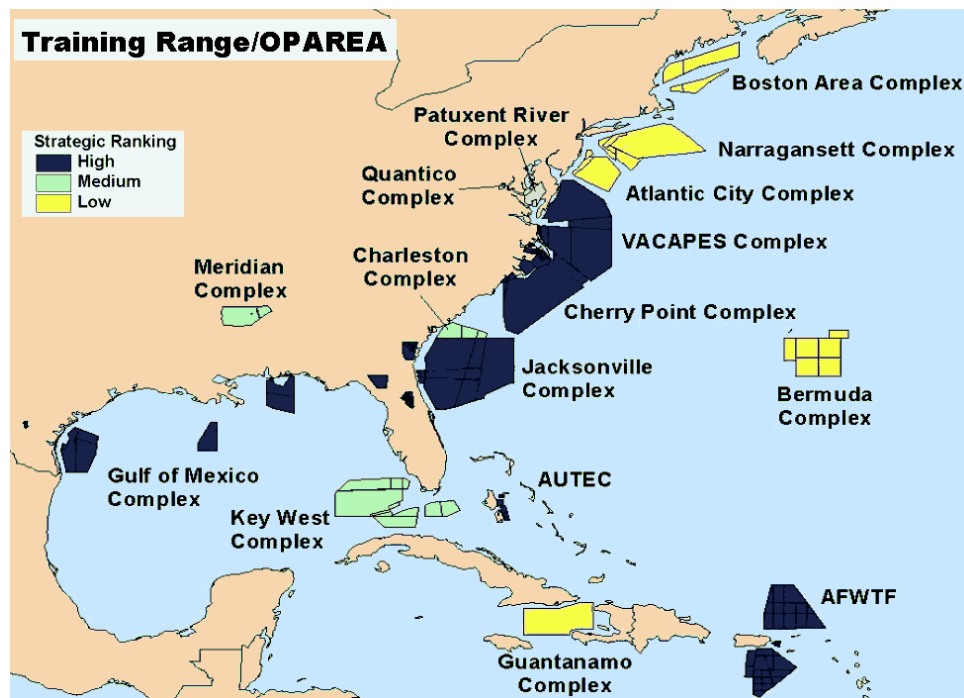 Training Range/OPAREA
Strategic Ranking
High
Medium
Low
Boston Area Complex
Patuxent River
Complex
Narragansett Complex
Quantico
Complex
Atlantic City Complex
VACAPES Complex
Charleston
Complex
Meridian
Complex
Cherry Point Complex
Jacksonville
Complex
Bermuda
Complex
Gulf of Mexico
Complex
AUTEC
Key West
Complex
AFWTF
Guantanamo
Complex